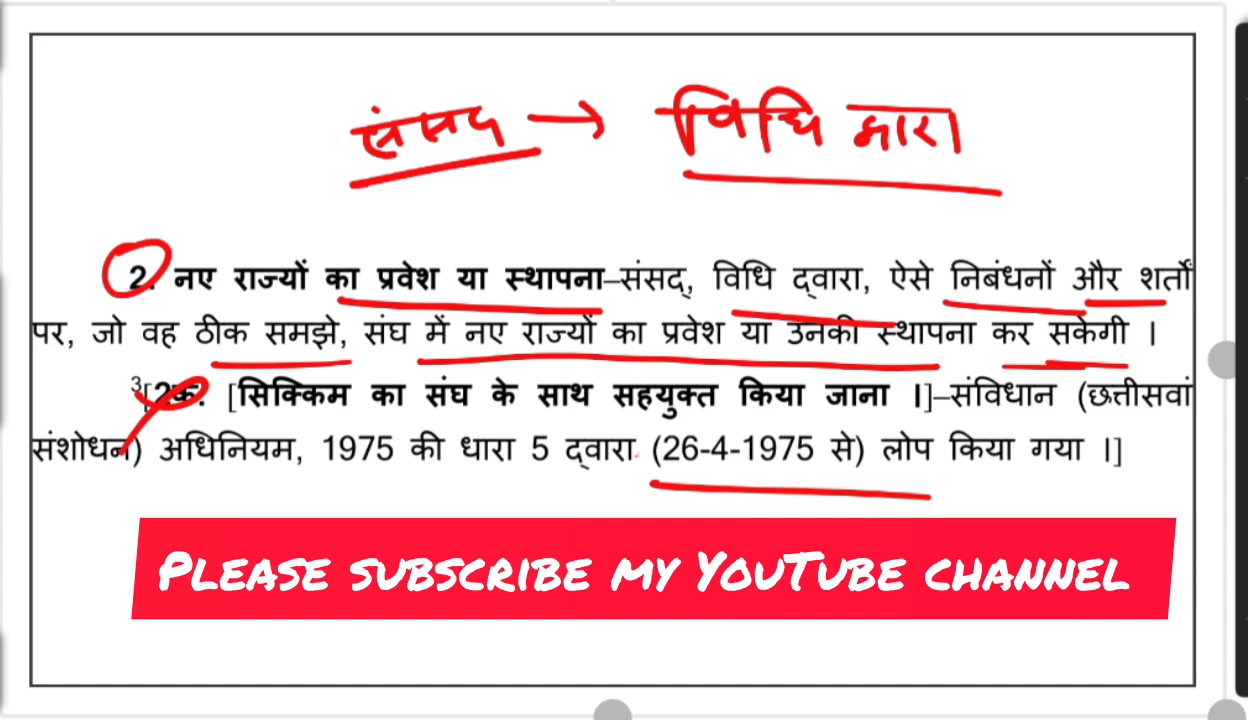 संसद → विधि द्वारा
2. नए राज्यों का प्रवेश या स्थापना–संसद्, विधि द्वारा, ऐसे निबंधनों और शर्तों
पर, जो वह ठीक समझे, संघ में नए राज्यों का प्रवेश या उनकी स्थापना कर सकेगी ।
³[2क. [सिक्किम का संघ के साथ सहयुक्त किया जाना ।]–संविधान (छत्तीसवां
संशोधन) अधिनियम, 1975 की धारा 5 द्वारा (26-4-1975 से) लोप किया गया ।]
PLEASE SUBSCRIBE MY YOUTUBE CHANNEL